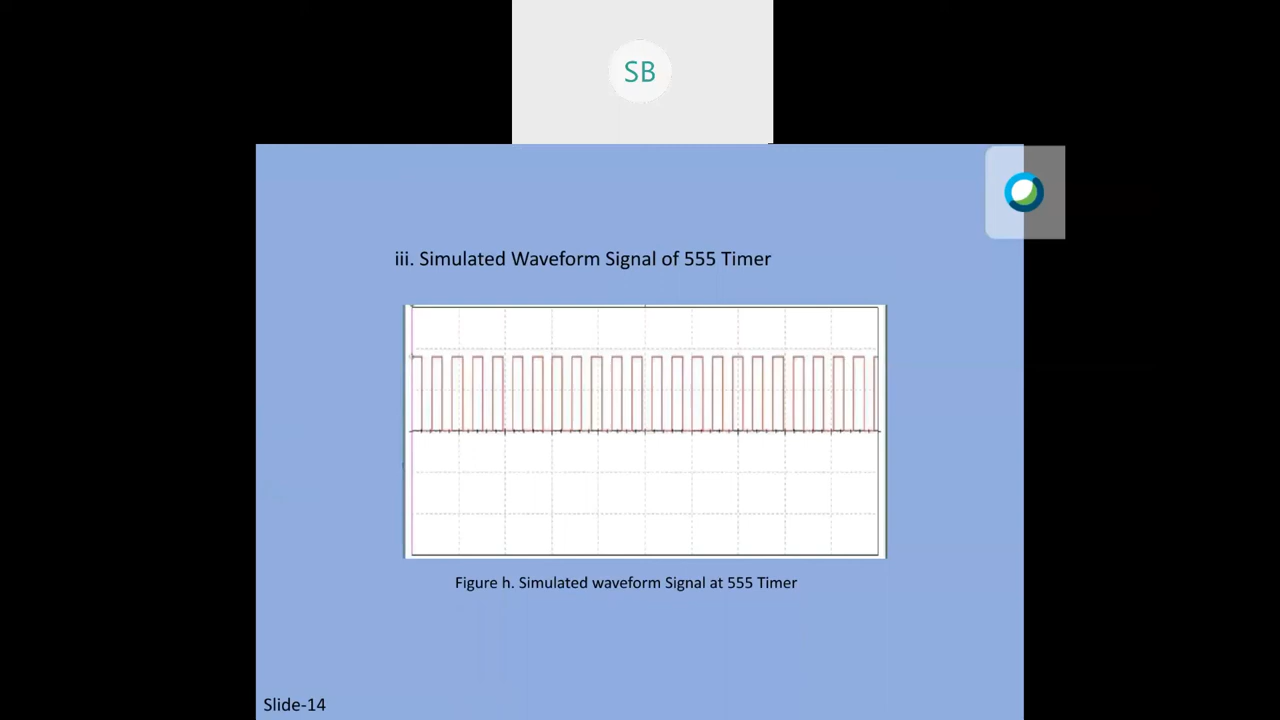 SB
iii. Simulated Waveform Signal of 555 Timer
Figure h. Simulated waveform Signal at 555 Timer
Slide-14